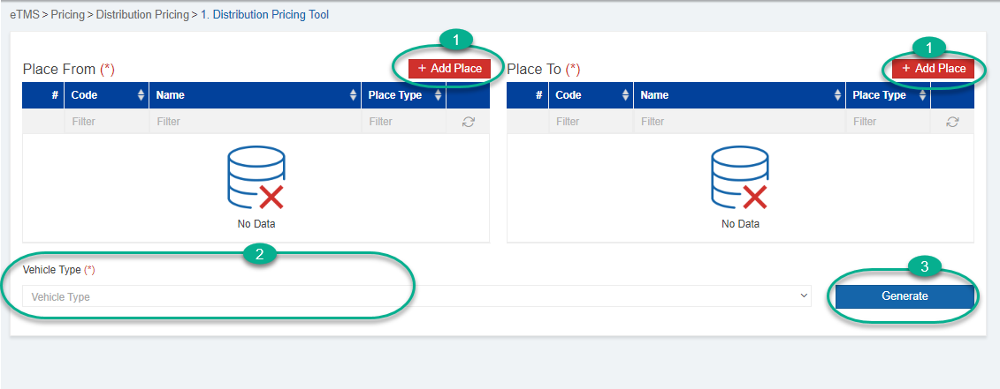 eTMS > Pricing > Distribution Pricing > 1. Distribution Pricing Tool
1
1
Place From (*)
+ Add Place
Place To (*)
+ Add Place
# Code Name Place Type
# Code Name Place Type
Filter Filter Filter
Filter Filter Filter
No Data
No Data
2
Vehicle Type (*)
3
Vehicle Type
Generate